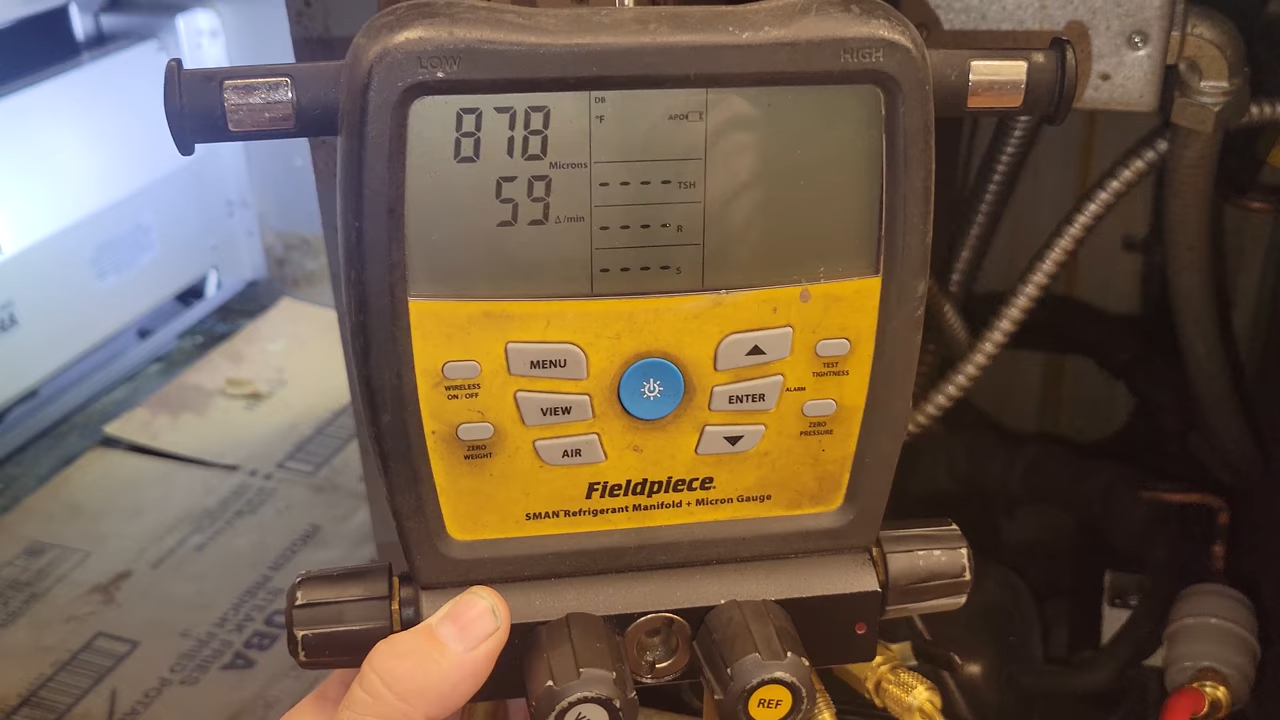 LOW
HIGH
878
Microns
59
Δ/min
DB
°F
APO
---- TSH
---- R
---- S
WIRELESS
ON / OFF
MENU
TEST
TIGHTNESS
VIEW
ENTER
ALARM
ZERO
WEIGHT
AIR
ZERO
PRESSURE
Fieldpiece
SMAN™ Refrigerant Manifold + Micron Gauge
REF